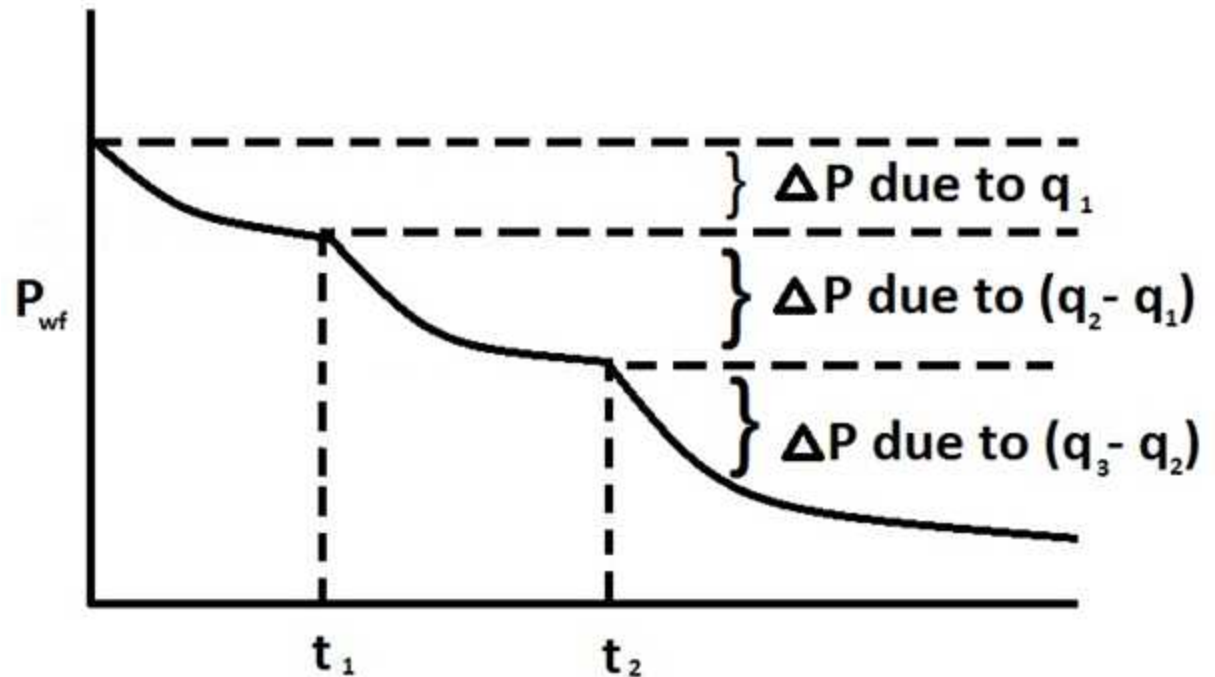 ΔP due to q₁
P_wf
ΔP due to (q₂- q₁)
ΔP due to (q₃- q₂)
t₁
t₂